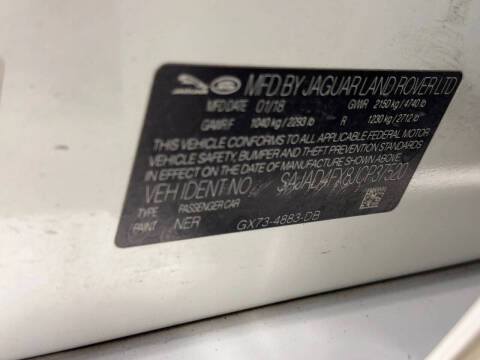 MFD BY JAGUAR LAND ROVER LTD
MFD DATE 01/18 GVWR 2150 kg / 4740 lb
GAWR F 1040 kg / 2293 lb R 1230 kg / 2712 lb
THIS VEHICLE CONFORMS TO ALL APPLICABLE FEDERAL MOTOR
VEHICLE SAFETY, BUMPER AND THEFT PREVENTION STANDARDS
IN EFFECT ON THE DATE OF MANUFACTURE SHOWN ABOVE.
VEH IDENT NO. SAJAD4FX8JCP37520
TYPE PASSENGER CAR
PAINT NER GX73-4883-DB